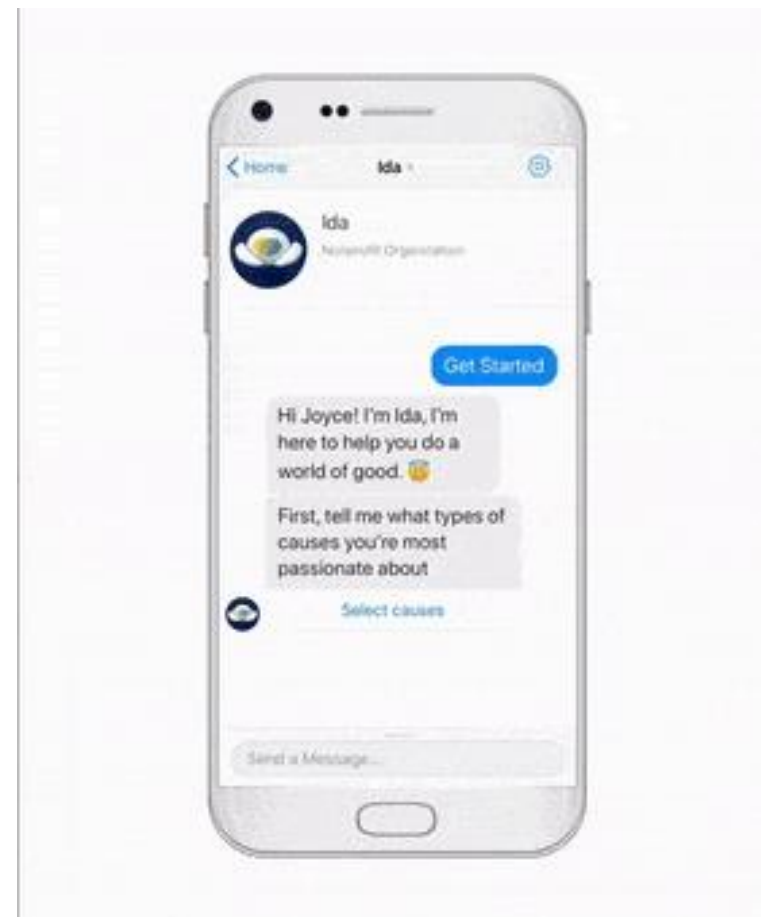 Home
Ida
Ida
Nonprofit Organization
Get Started
Hi Joyce! I'm Ida, I'm
here to help you do a
world of good. 😇
First, tell me what types of
causes you're most
passionate about
Select causes
Send a Message...